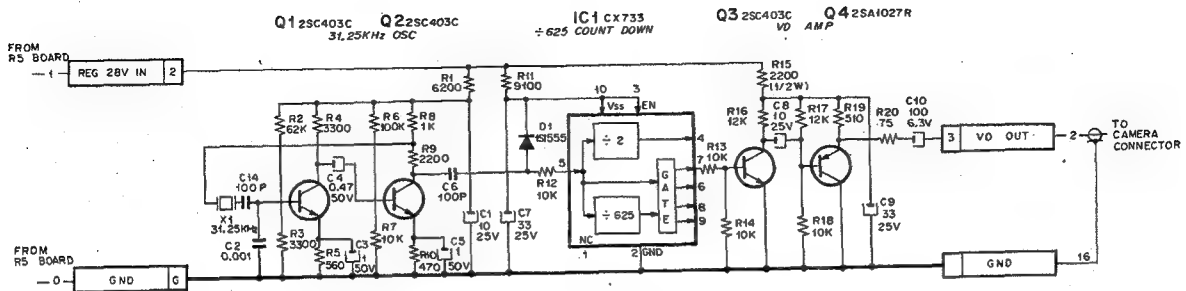 Q1 2SC403C Q2 2SC403C
31.25KHz OSC
IC1 CX733
÷625 COUNT DOWN
Q3 2SC403C Q4 2SA1027R
VD AMP
FROM
R5 BOARD
1 REG 28V IN 2
R1
6200
R11
9100
R15
2200
(1/2W)
R2
62K
R4
3300
R6
100K
R8
1K
R9
2200
D1
1S1555
10
Vss
3
EN
÷ 2
4
5
R12
10K
÷ 625
GATE
7
6
8
9
NC
1
2
GND
R13
10K
R14
10K
R16
12K
C8
10
25V
R17
12K
R19
510
R18
10K
R20
75
C10
100
6.3V
C9
33
25V
3 VD OUT 2
TO
CAMERA
CONNECTOR
C14
100P
X1
31.25KHz
C2
0.001
R3
3300
R5
560
C3
1
50V
C4
0.47
50V
R7
10K
R10
470
C5
1
50V
C6
100P
C1
10
25V
C7
33
25V
FROM
R5 BOARD
0 GND G
GND 16